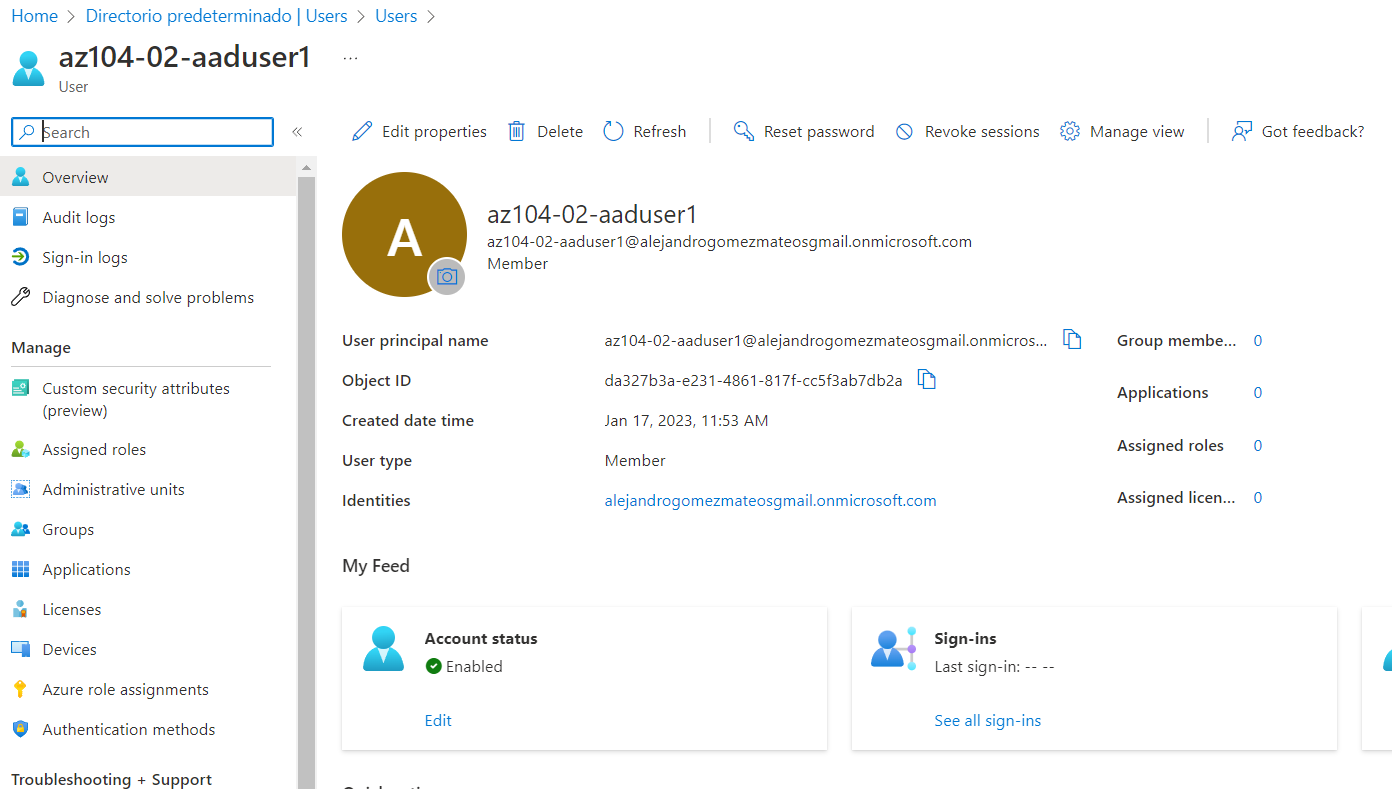 Home > Directorio predeterminado | Users > Users >
az104-02-aaduser1 ...
User
Search
«
Edit properties Delete Refresh Reset password Revoke sessions Manage view Got feedback?
Overview
Audit logs
Sign-in logs
Diagnose and solve problems
Manage
Custom security attributes
(preview)
Assigned roles
Administrative units
Groups
Applications
Licenses
Devices
Azure role assignments
Authentication methods
Troubleshooting + Support
A
az104-02-aaduser1
az104-02-aaduser1@alejandrogomezmateosgmail.onmicrosoft.com
Member
User principal name az104-02-aaduser1@alejandrogomezmateosgmail.onmicros...
Object ID da327b3a-e231-4861-817f-cc5f3ab7db2a
Created date time Jan 17, 2023, 11:53 AM
User type Member
Identities alejandrogomezmateosgmail.onmicrosoft.com
Group membe... 0
Applications 0
Assigned roles 0
Assigned licen... 0
My Feed
Account status
Enabled
Edit
Sign-ins
Last sign-in: -- --
See all sign-ins